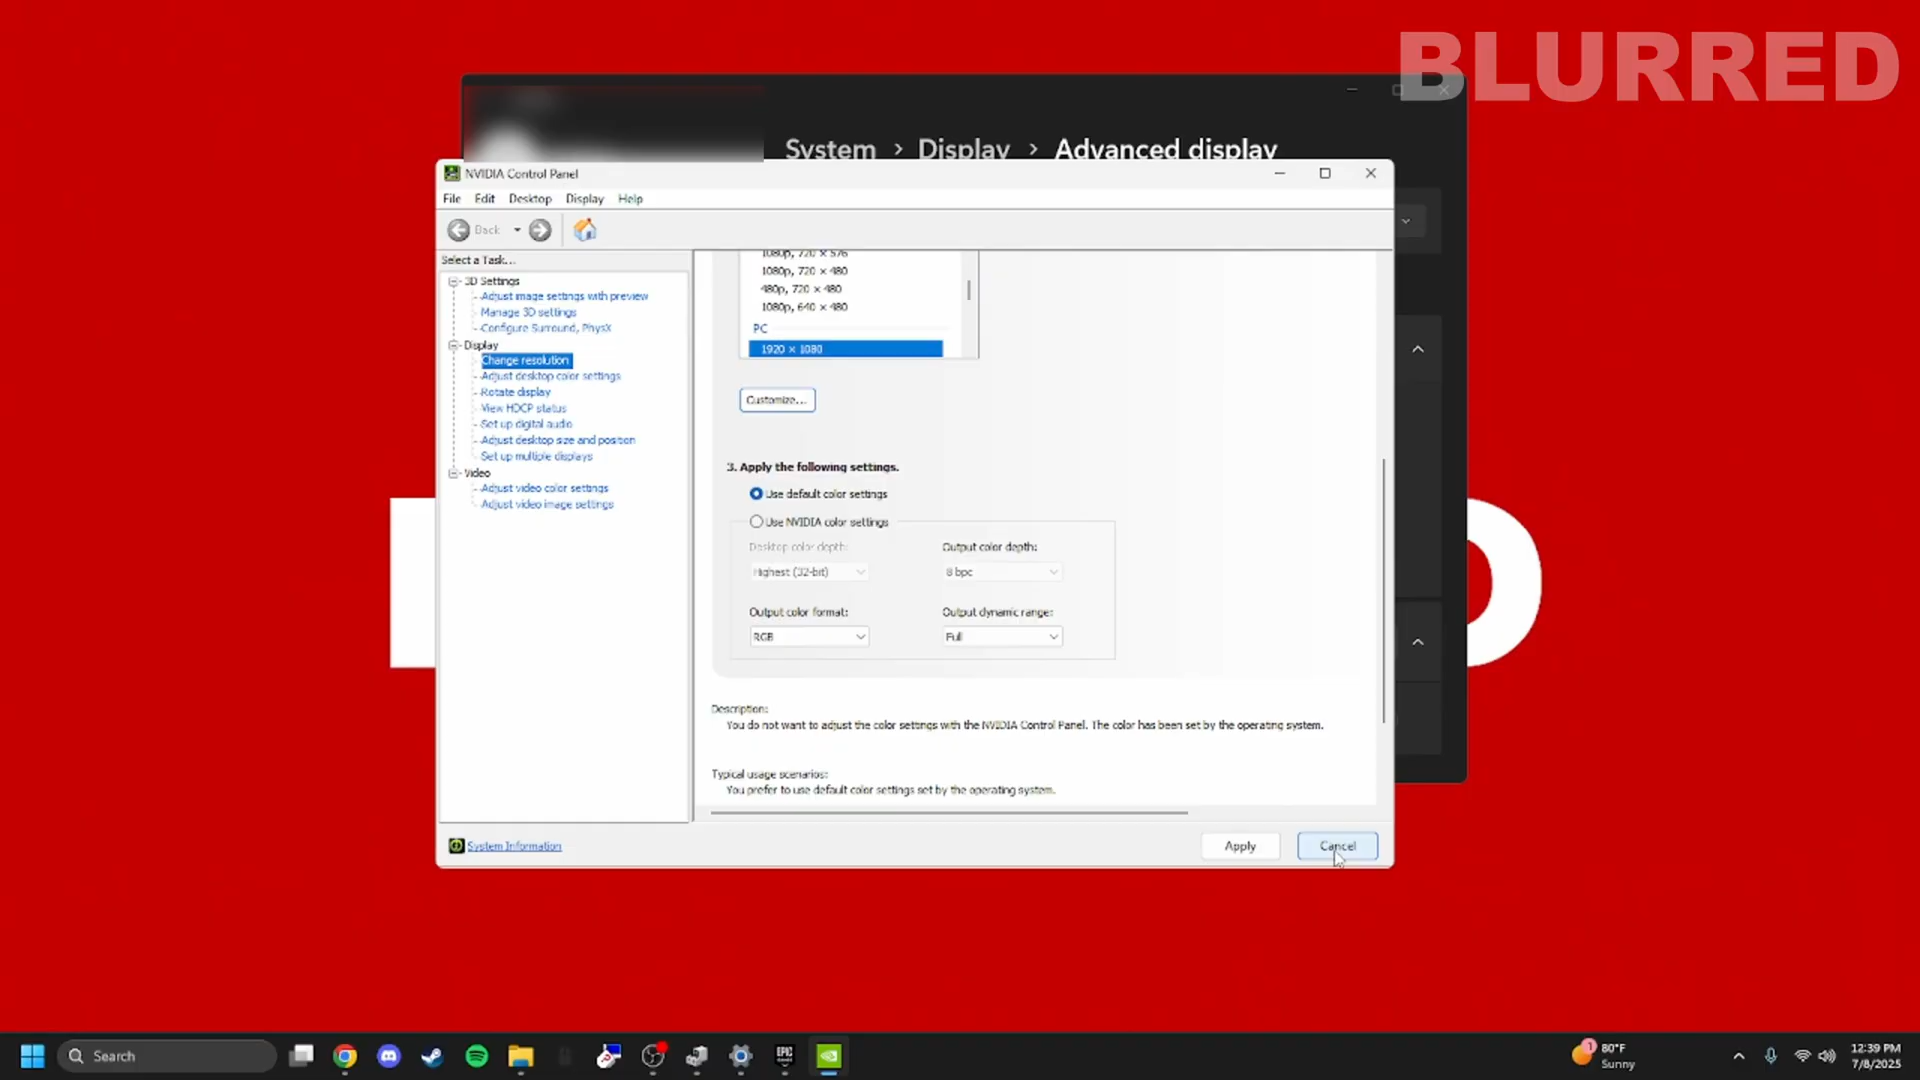 BLURRED
System > Display > Advanced display
NVIDIA Control Panel
File Edit Desktop Display Help
Back
Select a Task...
3D Settings
Adjust image settings with preview
Manage 3D settings
Configure Surround, PhysX
Display
Change resolution
Adjust desktop color settings
Rotate display
View HDCP status
Set up digital audio
Adjust desktop size and position
Set up multiple displays
Video
Adjust video color settings
Adjust video image settings
1080p, 720 × 576
1080p, 720 × 480
480p, 720 × 480
1080p, 640 × 480
PC
1920 × 1080
Customize...
3. Apply the following settings.
Use default color settings
Use NVIDIA color settings
Desktop color depth: Output color depth:
Highest (32-bit) 8 bpc
Output color format: Output dynamic range:
RGB Full
Description:
You do not want to adjust the color settings with the NVIDIA Control Panel. The color has been set by the operating system.
Typical usage scenarios:
You prefer to use default color settings set by the operating system.
System Information
Apply Cancel
Search
EPIC
1
80°F
Sunny
12:39 PM
7/8/2025